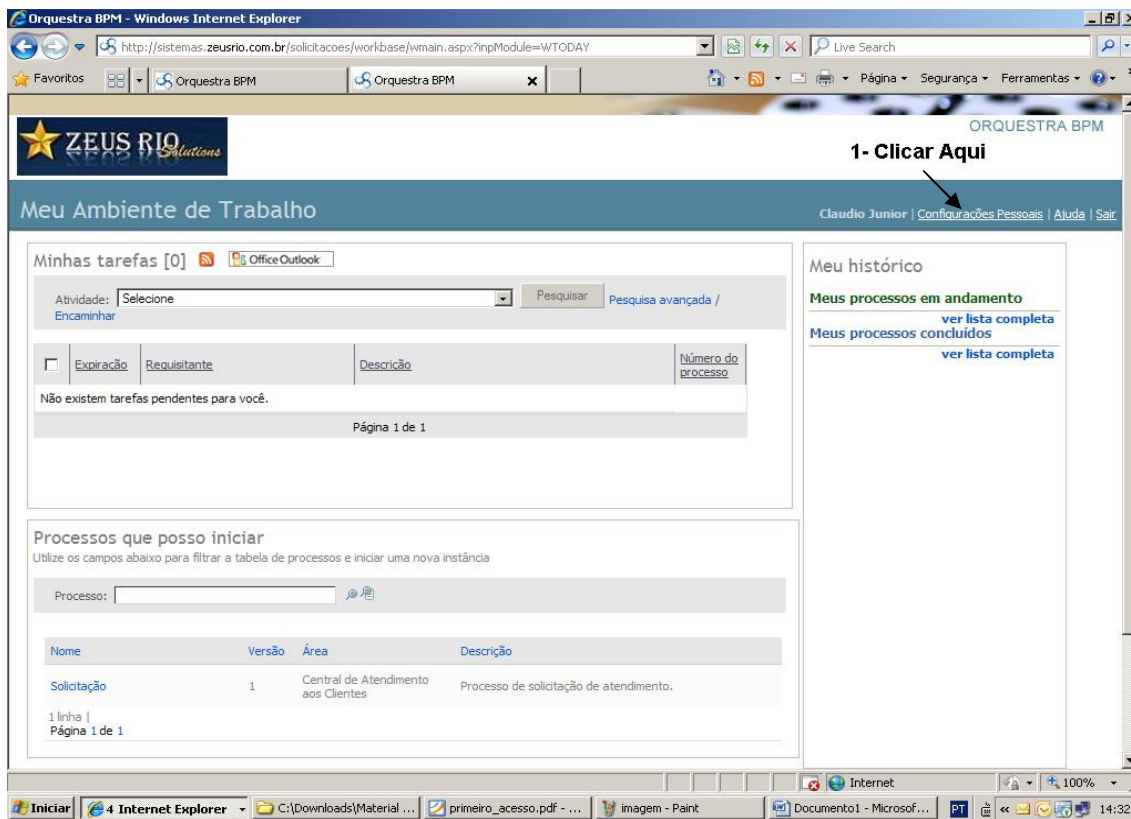 Orquestra BPM - Windows Internet Explorer
http://sistemas.zeusrio.com.br/solicitacoes/workbase/wmain.aspx?inpModule=WTODAY
Live Search
Favoritos
Orquestra BPM
Orquestra BPM
Página
Segurança
Ferramentas
ZEUS RIO Solutions
ORQUESTRA BPM
1- Clicar Aqui
Meu Ambiente de Trabalho
Claudio Junior | Configurações Pessoais | Ajuda | Sair
Minhas tarefas [0]
Office Outlook
Atividade: Selecione
Pesquisar
Pesquisa avançada /
Encaminhar
Expiração
Requisitante
Descrição
Número do
processo
Não existem tarefas pendentes para você.
Página 1 de 1
Meu histórico
Meus processos em andamento
ver lista completa
Meus processos concluídos
ver lista completa
Processos que posso iniciar
Utilize os campos abaixo para filtrar a tabela de processos e iniciar uma nova instância
Processo:
Nome
Versão
Área
Descrição
Solicitação
1
Central de Atendimento
aos Clientes
Processo de solicitação de atendimento.
1 linha |
Página 1 de 1
Internet
100%
Iniciar
4 Internet Explorer
C:\Downloads\Material ...
primeiro_acesso.pdf - ...
imagem - Paint
Documento1 - Microsof...
PT
14:32